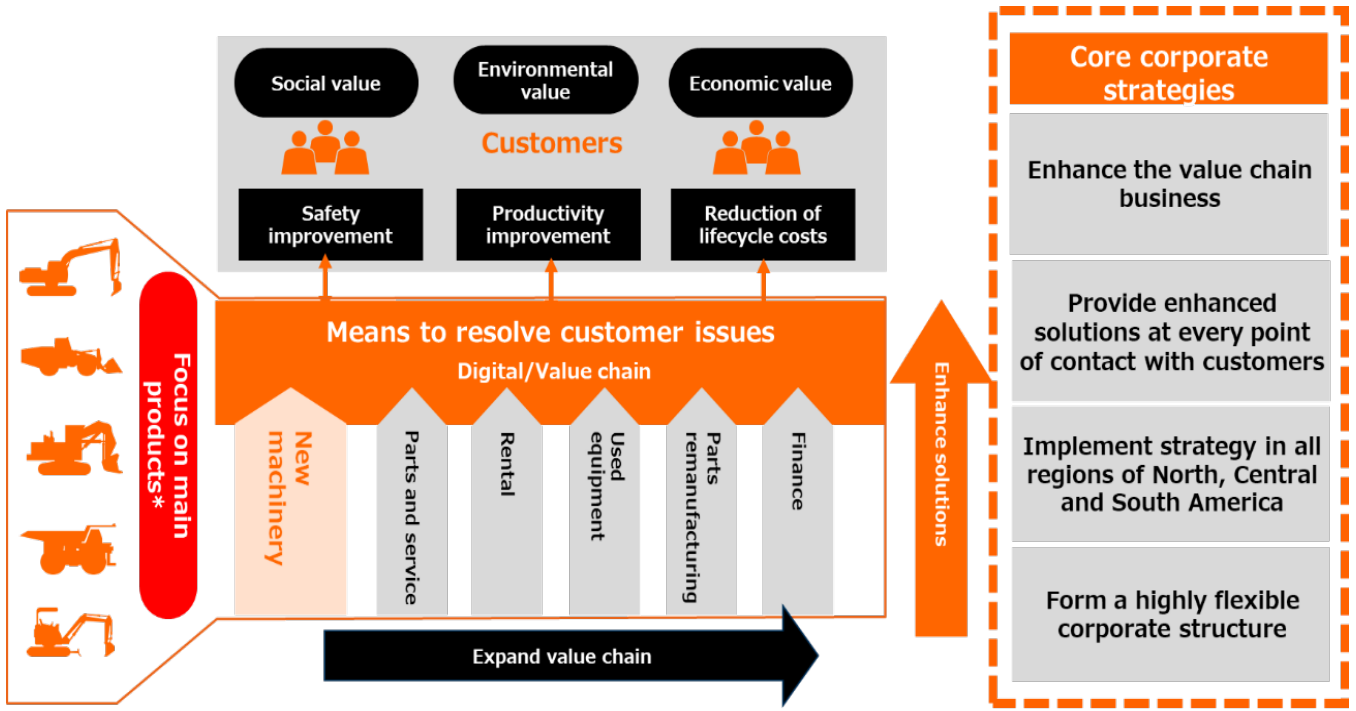 Social value
Environmental
value
Economic value
Customers
Safety
improvement
Productivity
improvement
Reduction of
lifecycle costs
Focus on main
products*
Means to resolve customer issues
Digital/Value chain
New
machinery
Parts and service
Rental
Used
equipment
Parts
remanufacturing
Finance
Expand value chain
Enhance solutions
Core corporate
strategies
Enhance the value chain
business
Provide enhanced
solutions at every point
of contact with customers
Implement strategy in all
regions of North, Central
and South America
Form a highly flexible
corporate structure